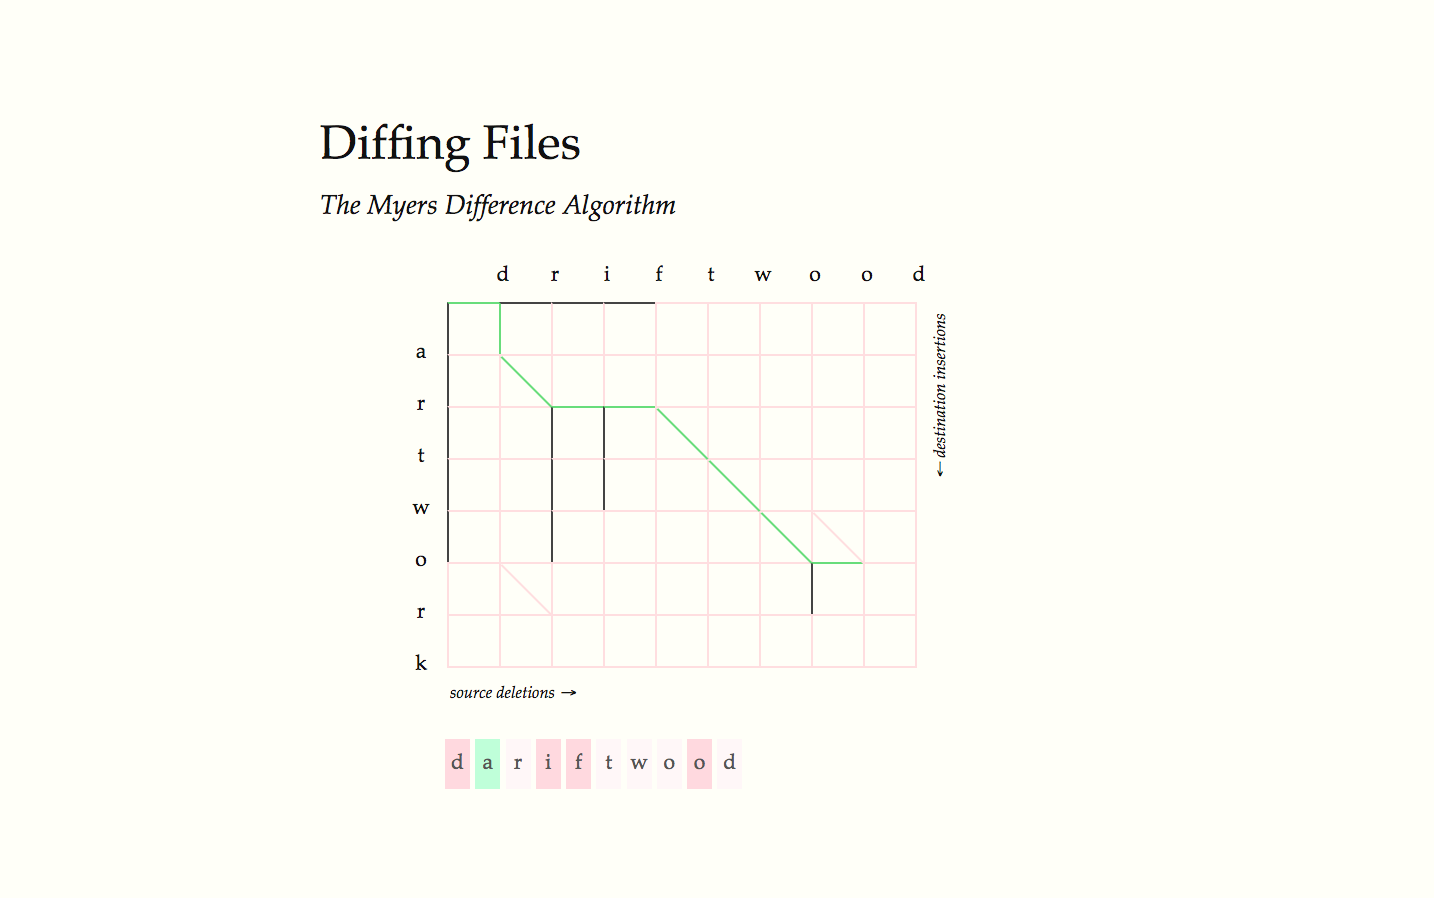 Diffing Files
The Myers Difference Algorithm
d r i f t w o o d
a
r
t
w
o
r
k
← destination insertions
source deletions →
d a r i f t w o o d